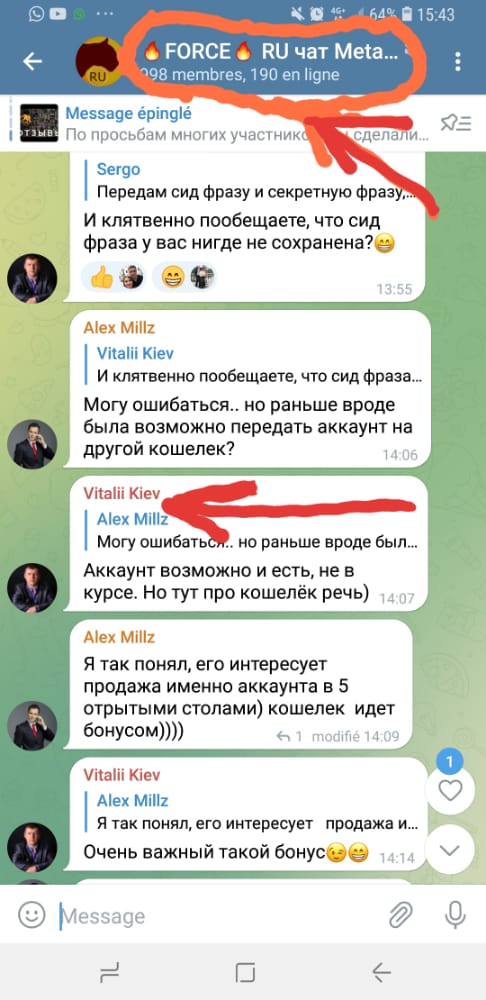 64% 15:43
FORCE RU чат Meta...
998 membres, 190 en ligne
RU
Message épinglé
По просьбам многих участнико... сделали...
ОТЗЫВЫ
Sergo
Передам сид фразу и секретную фразу,...
И клятвенно пообещаете, что сид
фраза у вас нигде не сохранена?😁
13:55
Alex Millz
Vitalii Kiev
И клятвенно пообещаете, что сид фраза...
Могу ошибаться.. но раньше вроде
была возможно передать аккаунт на
другой кошелек?
14:06
Vitalii Kiev
Alex Millz
Могу ошибаться.. но раньше вроде был...
Аккаунт возможно и есть, не в
курсе. Но тут про кошелёк речь)
14:07
Alex Millz
Я так понял, его интересует
продажа именно аккаунта в 5
отрытыми столами) кошелек идет
бонусом))))
1 modifié 14:09
Vitalii Kiev
Alex Millz
Я так понял, его интересует продажа и...
Очень важный такой бонус😉😁
14:14
1
Message